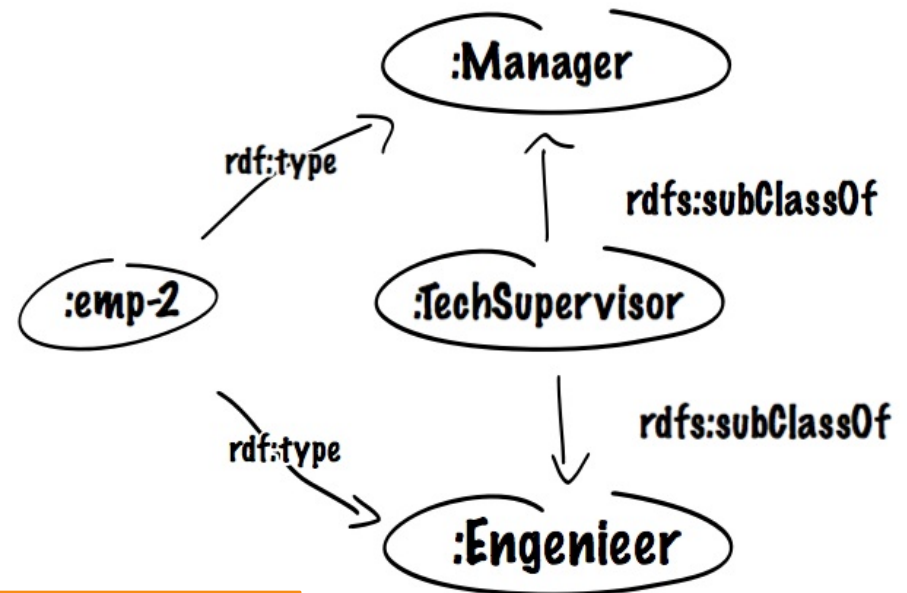 :Manager
rdf:type
rdfs:subClassOf
:emp-2
:TechSupervisor
rdfs:subClassOf
rdf:type
:Engenieer